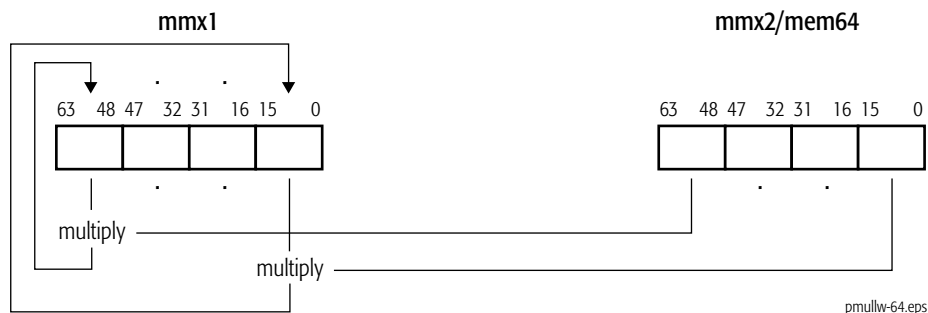 mmx1 mmx2/mem64
. .
63 48 47 32 31 16 15 0 63 48 47 32 31 16 15 0
. . . .
multiply
multiply
pmullw-64.eps